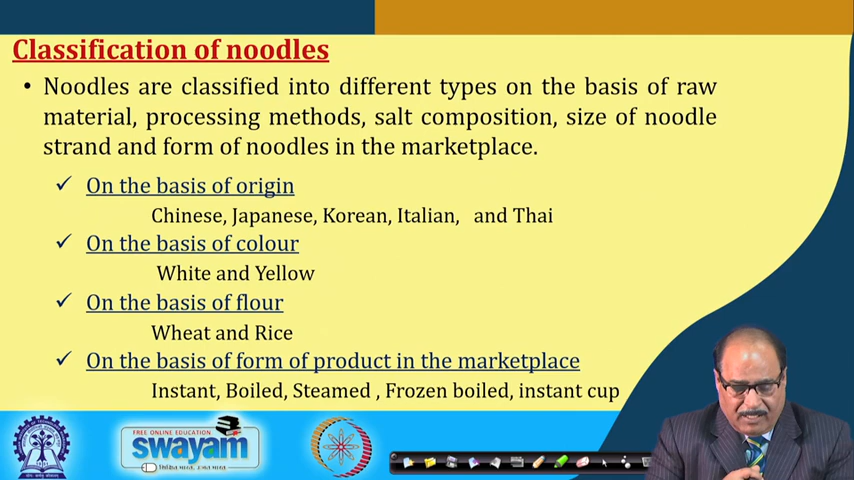 Classification of noodles
• Noodles are classified into different types on the basis of raw
material, processing methods, salt composition, size of noodle
strand and form of noodles in the marketplace.
✓ On the basis of origin
Chinese, Japanese, Korean, Italian, and Thai
✓ On the basis of colour
White and Yellow
✓ On the basis of flour
Wheat and Rice
✓ On the basis of form of product in the marketplace
Instant, Boiled, Steamed , Frozen boiled, instant cup
FREE ONLINE EDUCATION
swayam